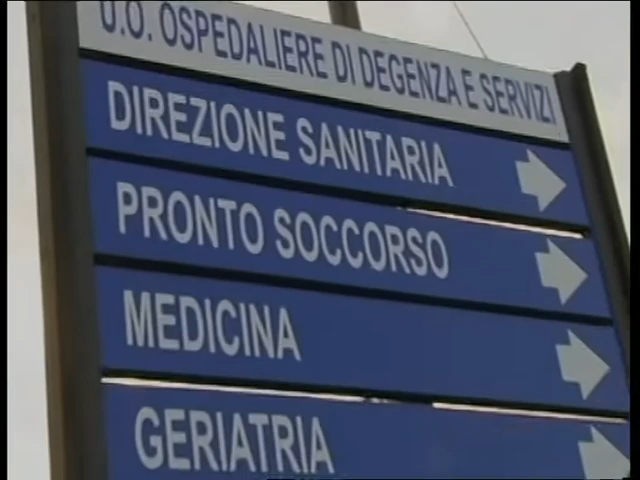 U.O. OSPEDALIERE DI DEGENZA E SERVIZI
DIREZIONE SANITARIA
PRONTO SOCCORSO
MEDICINA
GERIATRIA